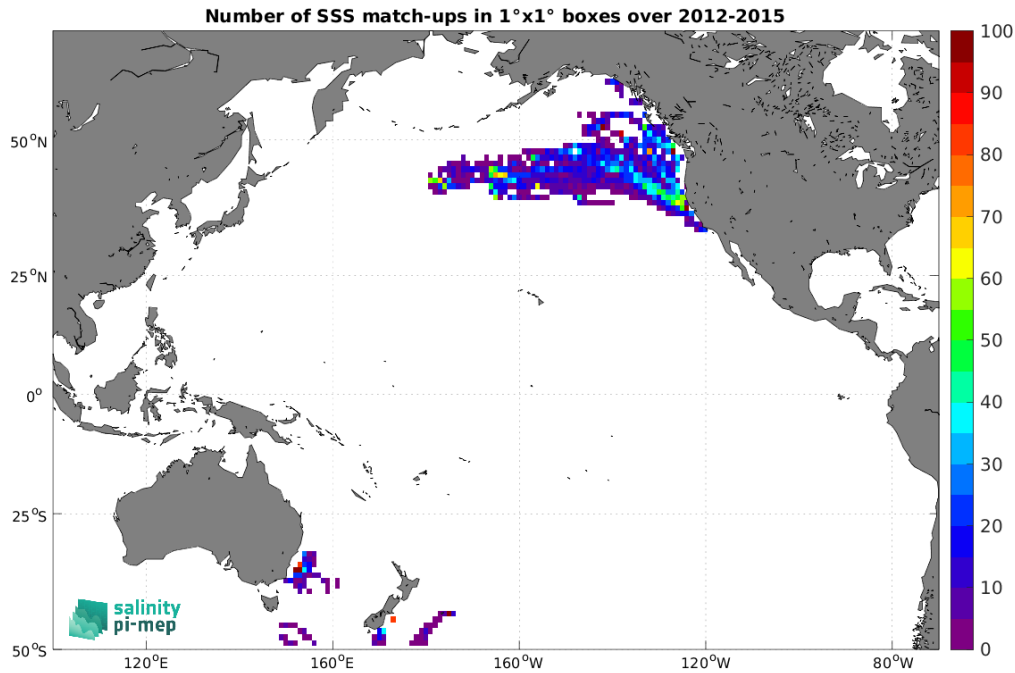 Number of SSS match-ups in 1°x1° boxes over 2012-2015
100
90
80
70
60
50
40
30
20
10
0
50°N
25°N
0°
25°S
50°S
120°E
160°E
160°W
120°W
80°W
salinity
pi-mep